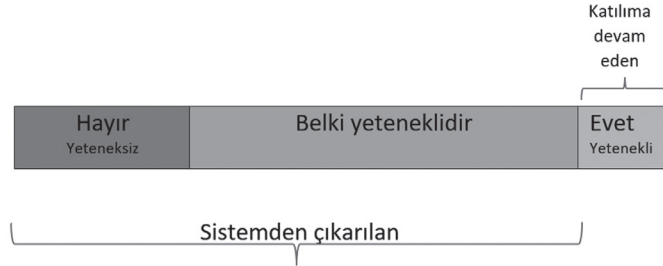 Katılıma
devam
eden
Hayır
Yeteneksiz
Belki yeteneklidir
Evet
Yetenekli
Sistemden çıkarılan